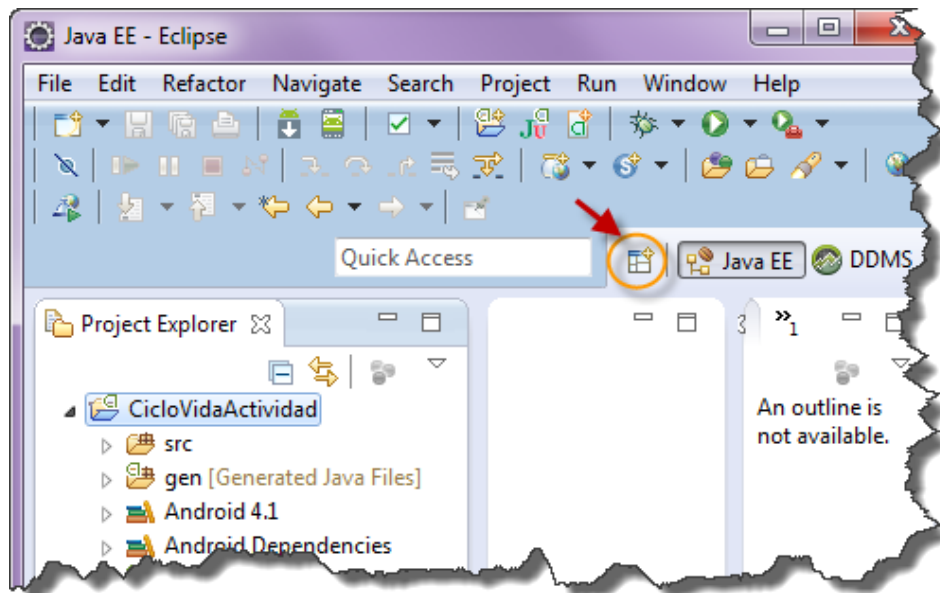 Java EE - Eclipse
File Edit Refactor Navigate Search Project Run Window Help
Quick Access
Java EE DDMS
Project Explorer
»1
CicloVidaActividad
An outline is
not available.
src
gen [Generated Java Files]
Android 4.1
Android Dependencies